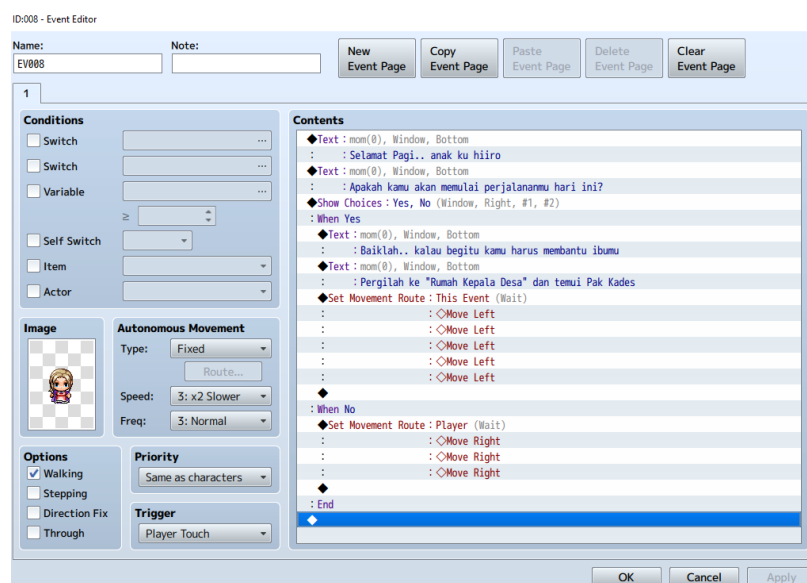 ID:008 - Event Editor
Name:
Note:
EV008
New Event Page
Copy Event Page
Paste Event Page
Delete Event Page
Clear Event Page
1
Conditions
Switch ...
Switch ...
Variable ...
≥
Self Switch
Item
Actor
Image
Autonomous Movement
Type: Fixed
Route...
Speed: 3: x2 Slower
Freq: 3: Normal
Options
Walking
Stepping
Direction Fix
Through
Priority
Same as characters
Trigger
Player Touch
Contents
◆Text : mom(0), Window, Bottom
: : Selamat Pagi.. anak ku hiiro
◆Text : mom(0), Window, Bottom
: : Apakah kamu akan memulai perjalananmu hari ini?
◆Show Choices : Yes, No (Window, Right, #1, #2)
: When Yes
◆Text : mom(0), Window, Bottom
: : Baiklah.. kalau begitu kamu harus membantu ibumu
◆Text : mom(0), Window, Bottom
: : Pergilah ke "Rumah Kepala Desa" dan temui Pak Kades
◆Set Movement Route : This Event (Wait)
: : ◇Move Left
: : ◇Move Left
: : ◇Move Left
: : ◇Move Left
: : ◇Move Left
◆
: When No
◆Set Movement Route : Player (Wait)
: : ◇Move Right
: : ◇Move Right
: : ◇Move Right
◆
: End
◆
OK
Cancel
Apply